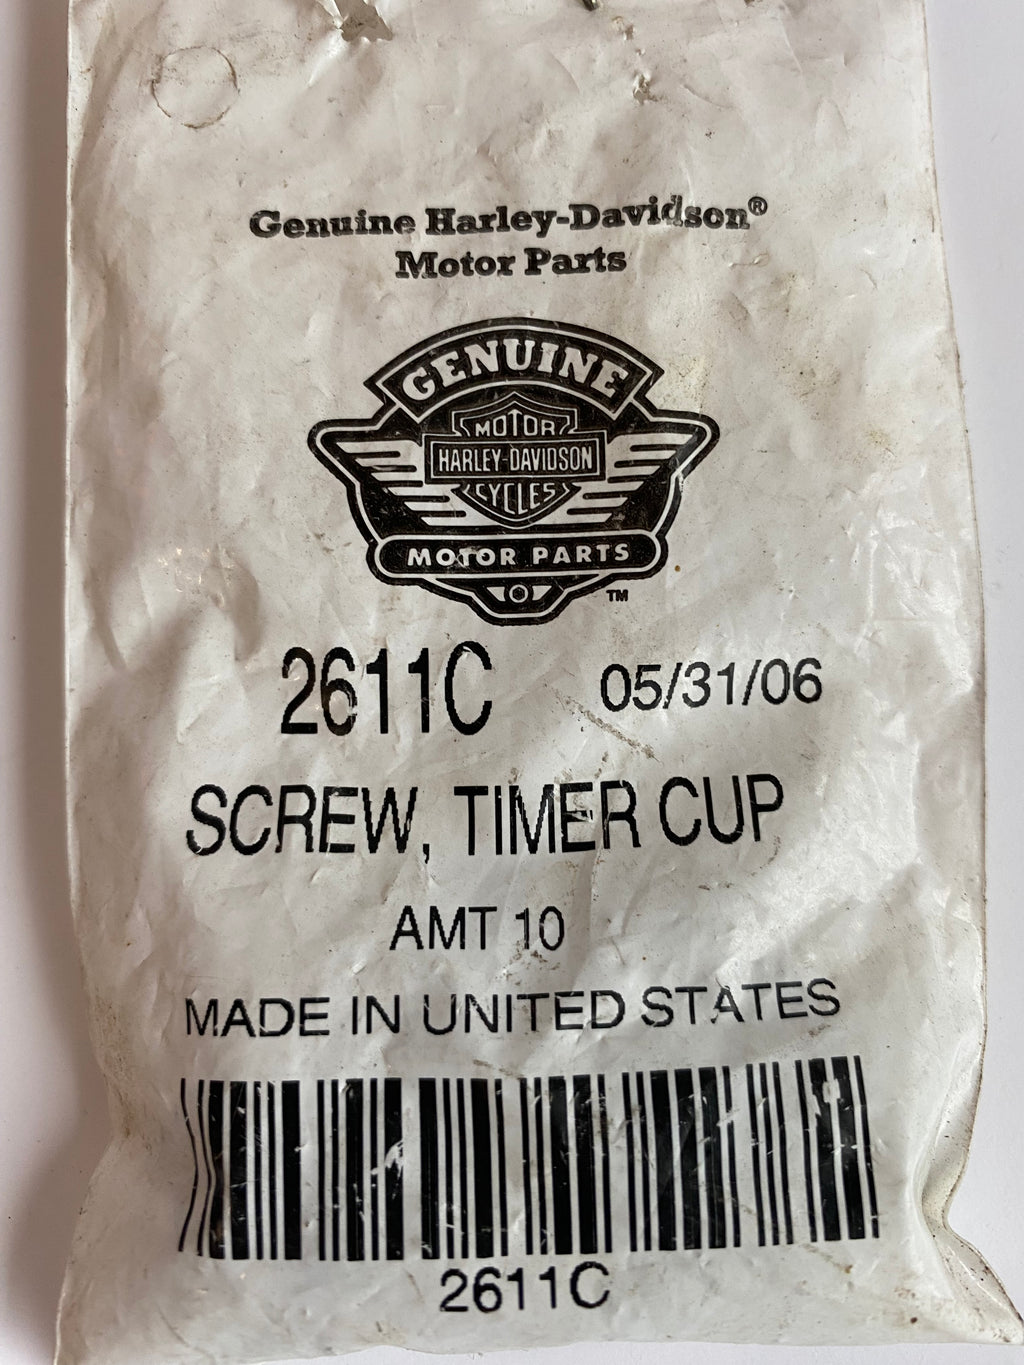 Genuine Harley-Davidson®
Motor Parts
GENUINE
MOTOR
HARLEY-DAVIDSON
CYCLES
MOTOR PARTS
TM
2611C 05/31/06
SCREW, TIMER CUP
AMT 10
MADE IN UNITED STATES
2611C